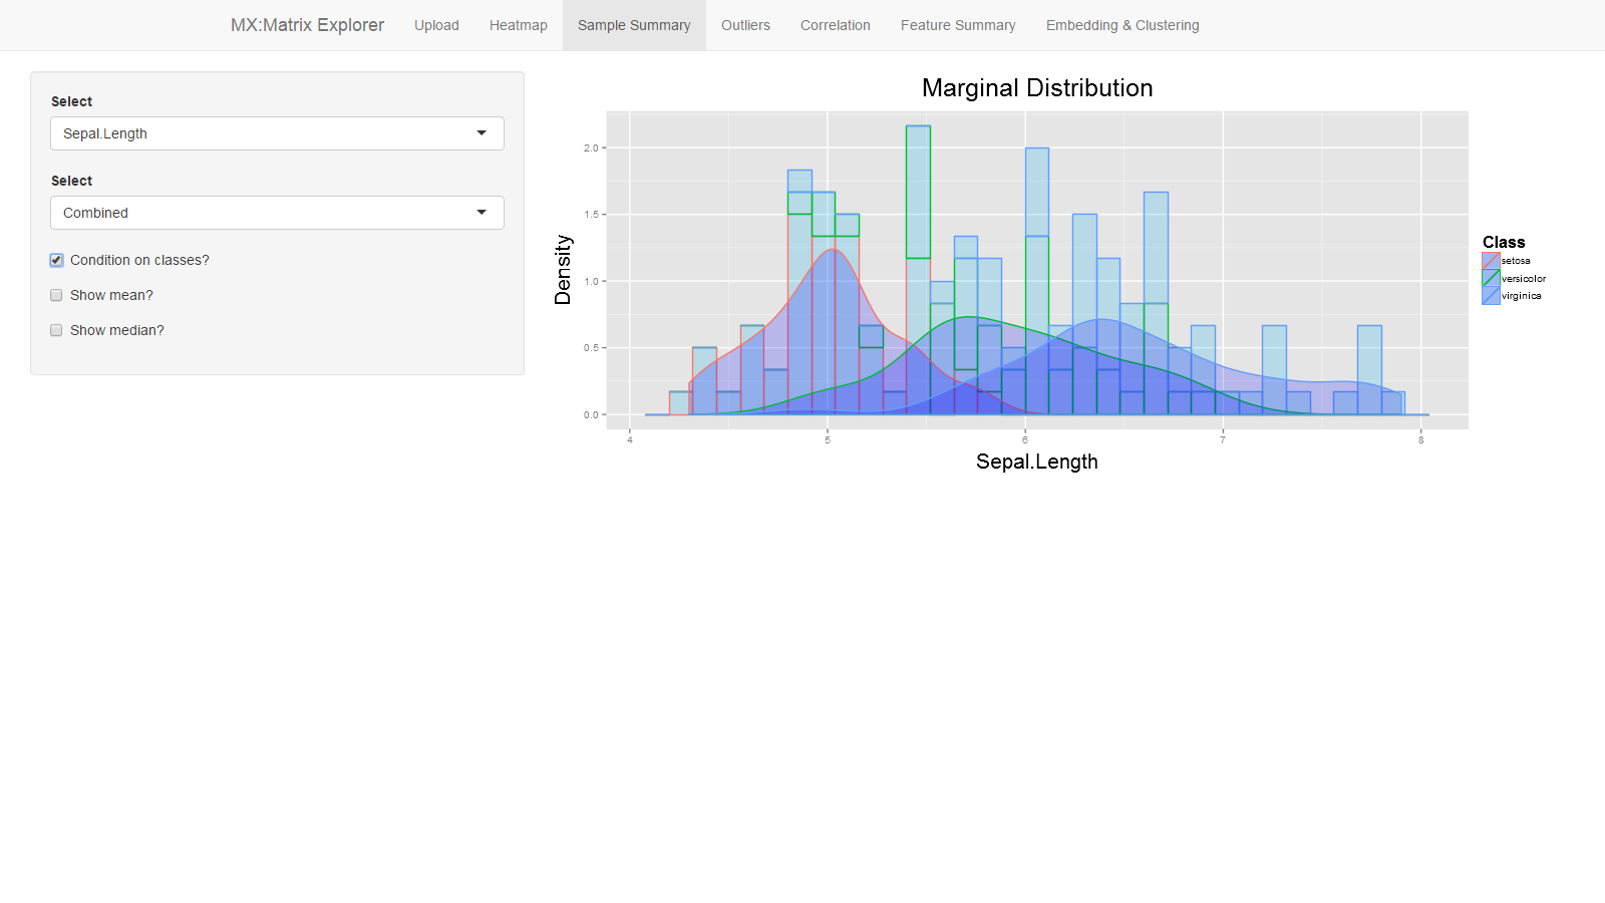 MX:Matrix Explorer Upload Heatmap Sample Summary Outliers Correlation Feature Summary Embedding & Clustering
Select
Sepal.Length
Select
Combined
Condition on classes?
Show mean?
Show median?
Marginal Distribution
Density
2.0
1.5
1.0
0.5
0.0
4 5 6 7 8
Sepal.Length
Class
setosa
versicolor
virginica